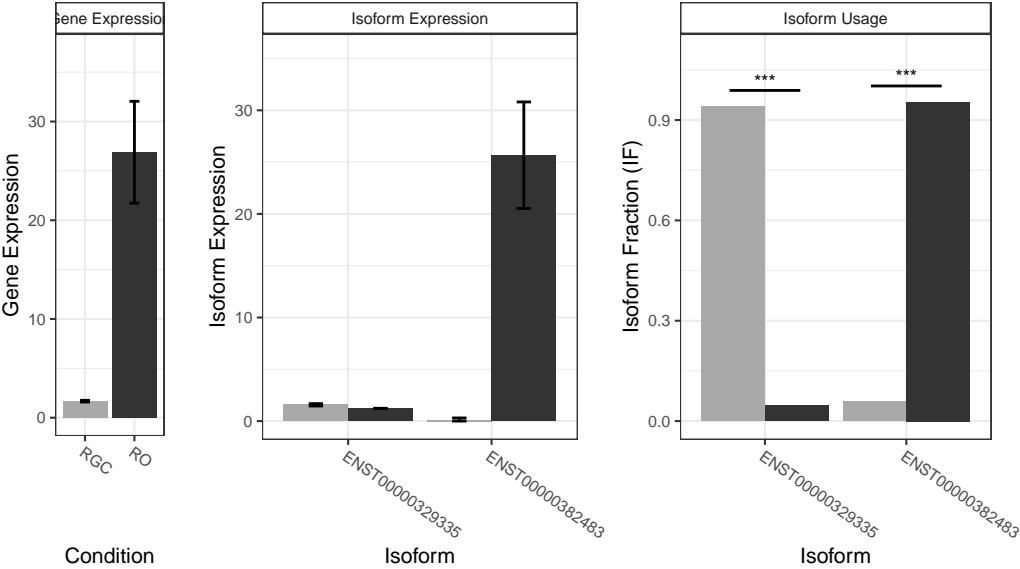 Gene Expression
Isoform Expression
Isoform Usage
Gene Expression
30
20
10
0
RGC
RO
Condition
Isoform Expression
30
20
10
0
ENST00000329335
ENST00000382483
Isoform
Isoform Fraction (IF)
***
***
0.9
0.6
0.3
0.0
ENST00000329335
ENST00000382483
Isoform